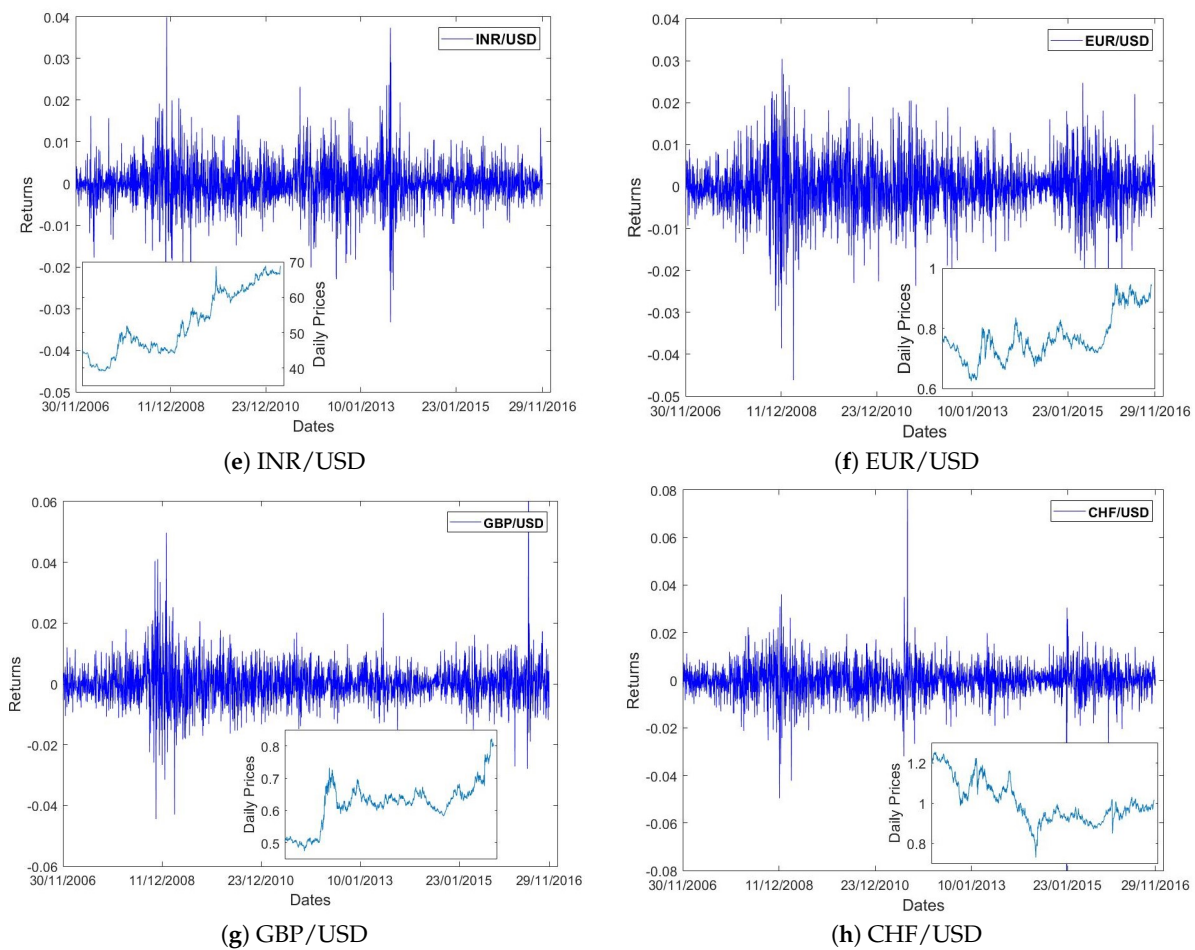 0.04
INR/USD
0.03
0.02
0.01
0
-0.01
-0.02
-0.03
-0.04
-0.05
Returns
70
60
50
40
Daily Prices
30/11/2006 11/12/2008 23/12/2010 10/01/2013 23/01/2015 29/11/2016
Dates
(e) INR/USD
0.04
EUR/USD
0.03
0.02
0.01
0
-0.01
-0.02
-0.03
-0.04
-0.05
Returns
1
0.8
0.6
Daily Prices
30/11/2006 11/12/2008 23/12/2010 10/01/2013 23/01/2015 29/11/2016
Dates
(f) EUR/USD
0.06
GBP/USD
0.04
0.02
0
-0.02
-0.04
-0.06
Returns
0.8
0.7
0.6
0.5
Daily Prices
30/11/2006 11/12/2008 23/12/2010 10/01/2013 23/01/2015 29/11/2016
Dates
(g) GBP/USD
0.08
CHF/USD
0.06
0.04
0.02
0
-0.02
-0.04
-0.06
-0.08
Returns
1.2
1
0.8
Daily Prices
30/11/2006 11/12/2008 23/12/2010 10/01/2013 23/01/2015 29/11/2016
Dates
(h) CHF/USD